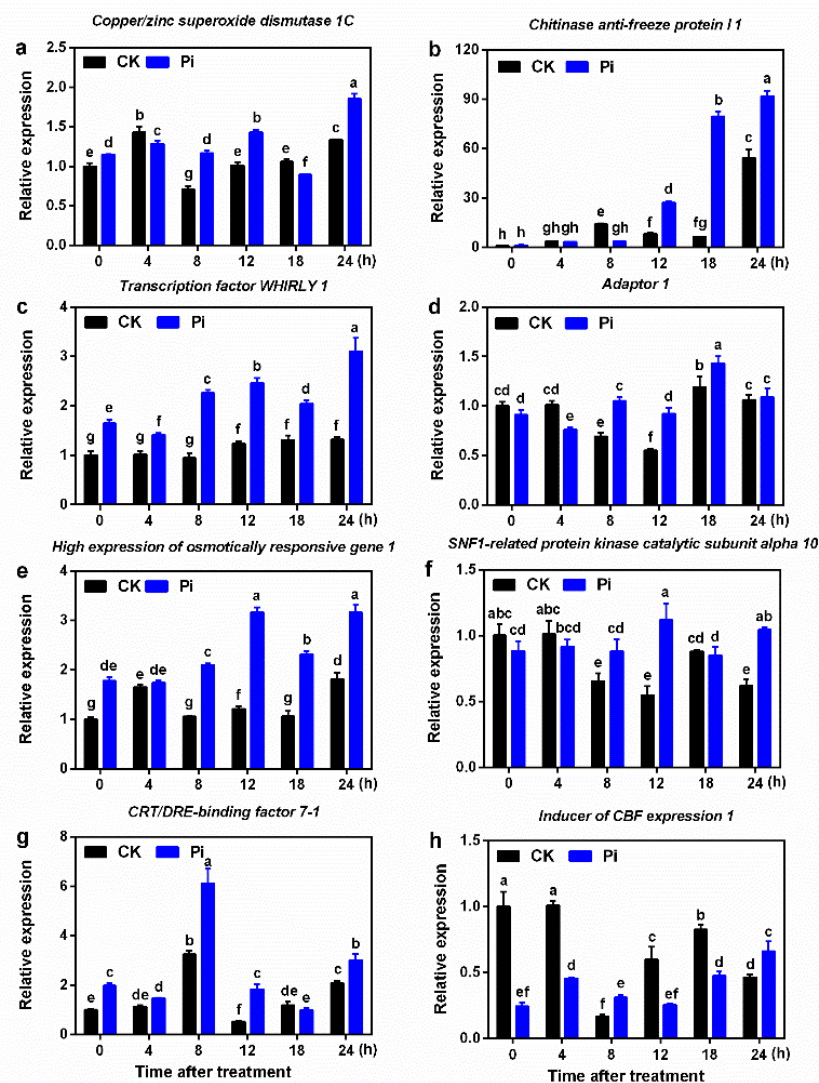 Copper/zinc superoxide dismutase 1C
a
CK Pi
Relative expression
2.5
2.0
1.5
1.0
0.5
0.0
e d b c g d e b e f c a
0 4 8 12 18 24 (h)
Chitinase anti-freeze protein I 1
b
CK Pi
Relative expression
120
90
60
30
0
h h gh gh e gh f d fg b c a
0 4 8 12 18 24 (h)
Transcription factor WHIRLY 1
c
CK Pi
Relative expression
4
3
2
1
0
g e g f g c f b f d f a
0 4 8 12 18 24 (h)
Adaptor 1
d
CK Pi
Relative expression
2.0
1.5
1.0
0.5
0.0
cd d cd e e c f d b a c c
0 4 8 12 18 24 (h)
High expression of osmotically responsive gene 1
e
CK Pi
Relative expression
4
3
2
1
0
g de e de g c f a g b d a
0 4 8 12 18 24 (h)
SNF1-related protein kinase catalytic subunit alpha 10
f
CK Pi
Relative expression
1.5
1.0
0.5
0.0
abc cd abc bcd e cd e a cd d e ab
0 4 8 12 18 24 (h)
CRT/DRE-binding factor 7-1
g
CK Pi
Relative expression
8
6
4
2
0
e c de d b a f c de e c b
0 4 8 12 18 24 (h)
Time after treatment
Inducer of CBF expression 1
h
CK Pi
Relative expression
1.5
1.0
0.5
0.0
a ef a d f e c ef b d d c
0 4 8 12 18 24 (h)
Time after treatment